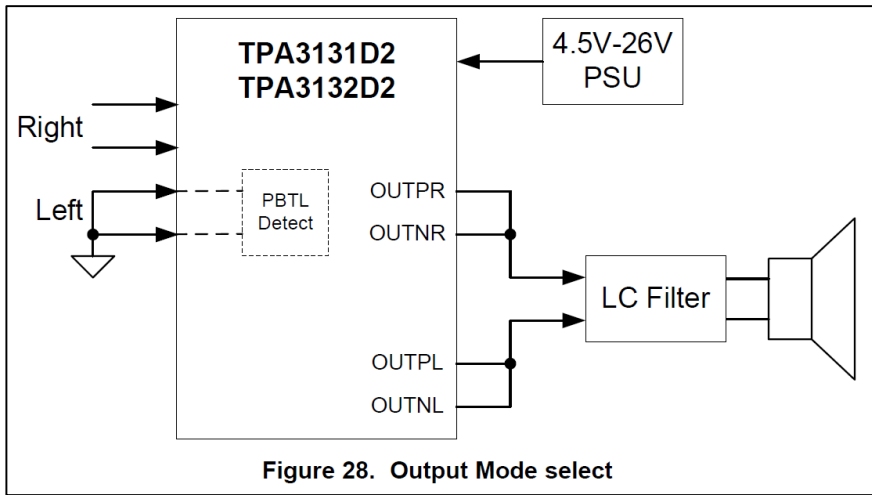 TPA3131D2
TPA3132D2
4.5V-26V
PSU
Right
Left
PBTL
Detect
OUTPR
OUTNR
OUTPL
OUTNL
LC Filter
Figure 28. Output Mode select